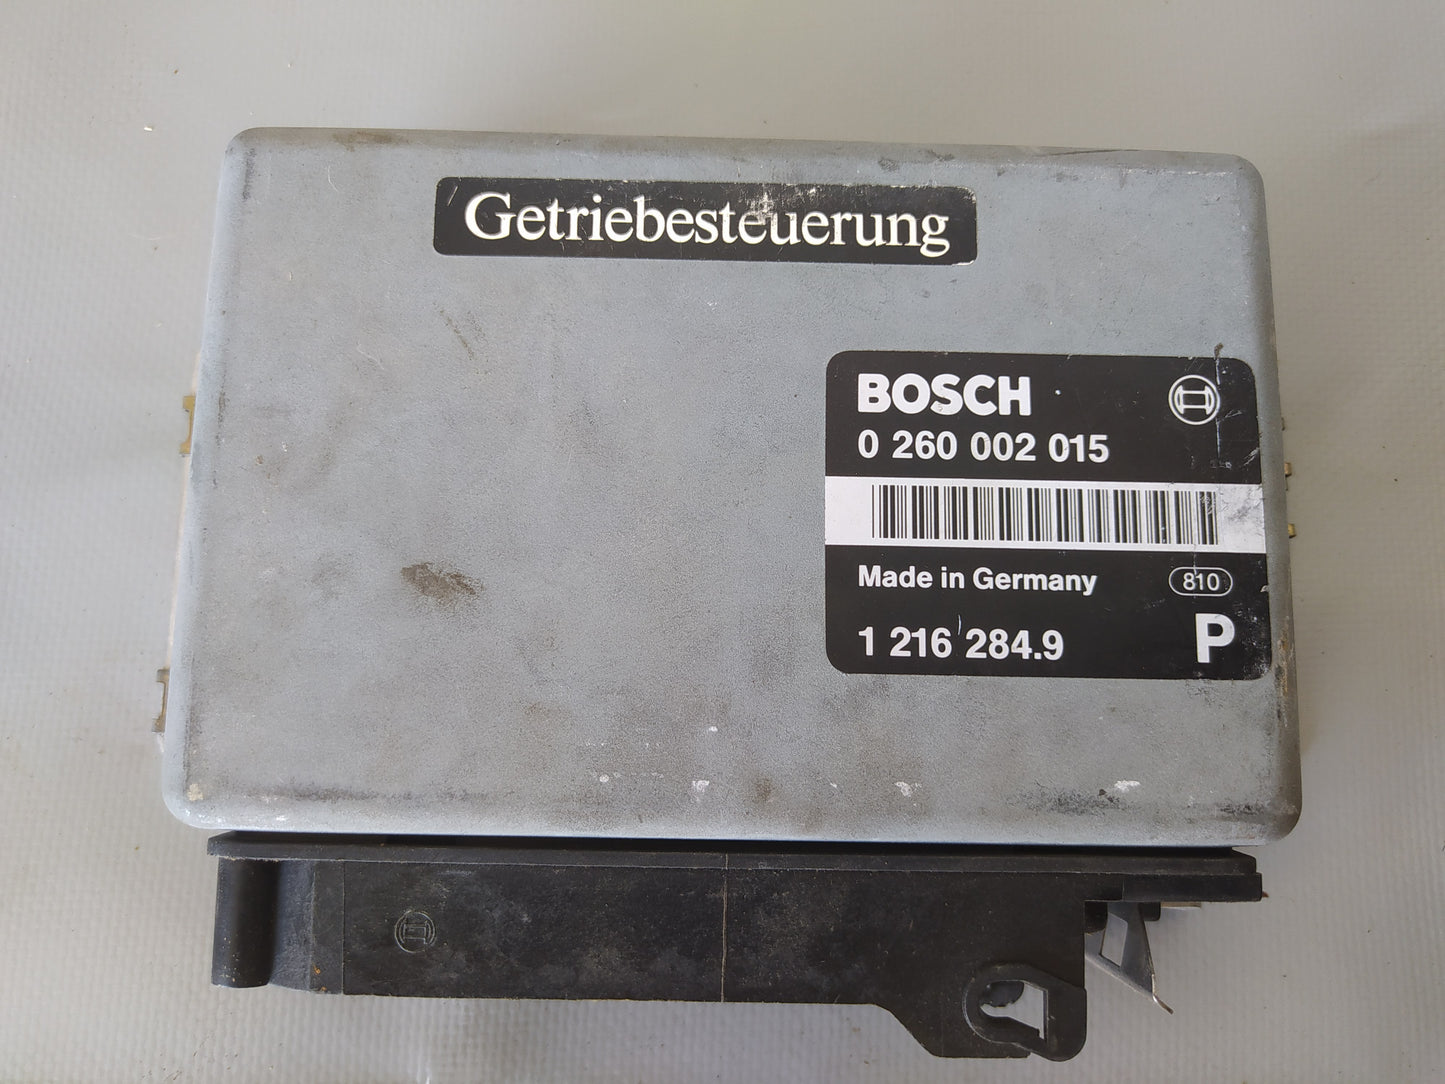 Getriebesteuerung
BOSCH
0 260 002 015
Made in Germany 810
1 216 284.9 P